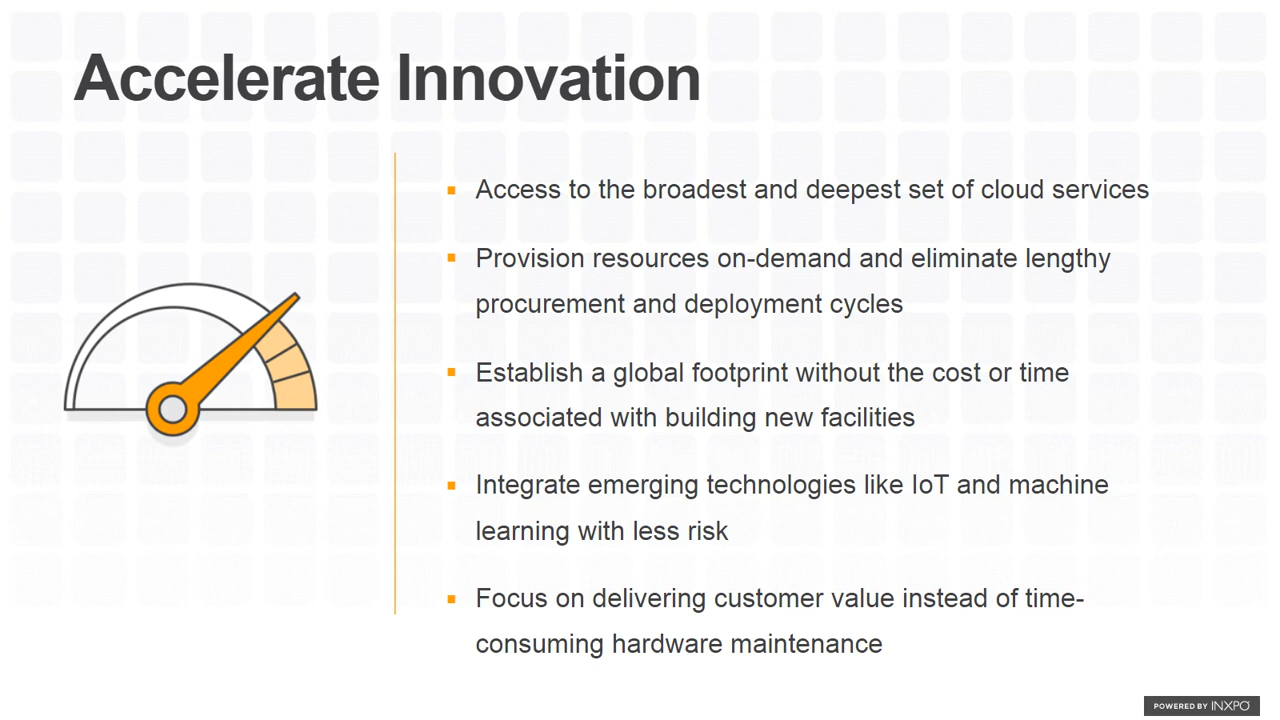 Accelerate Innovation
▪ Access to the broadest and deepest set of cloud services
▪ Provision resources on-demand and eliminate lengthy
procurement and deployment cycles
▪ Establish a global footprint without the cost or time
associated with building new facilities
▪ Integrate emerging technologies like IoT and machine
learning with less risk
▪ Focus on delivering customer value instead of time-
consuming hardware maintenance
POWERED BY INXPO